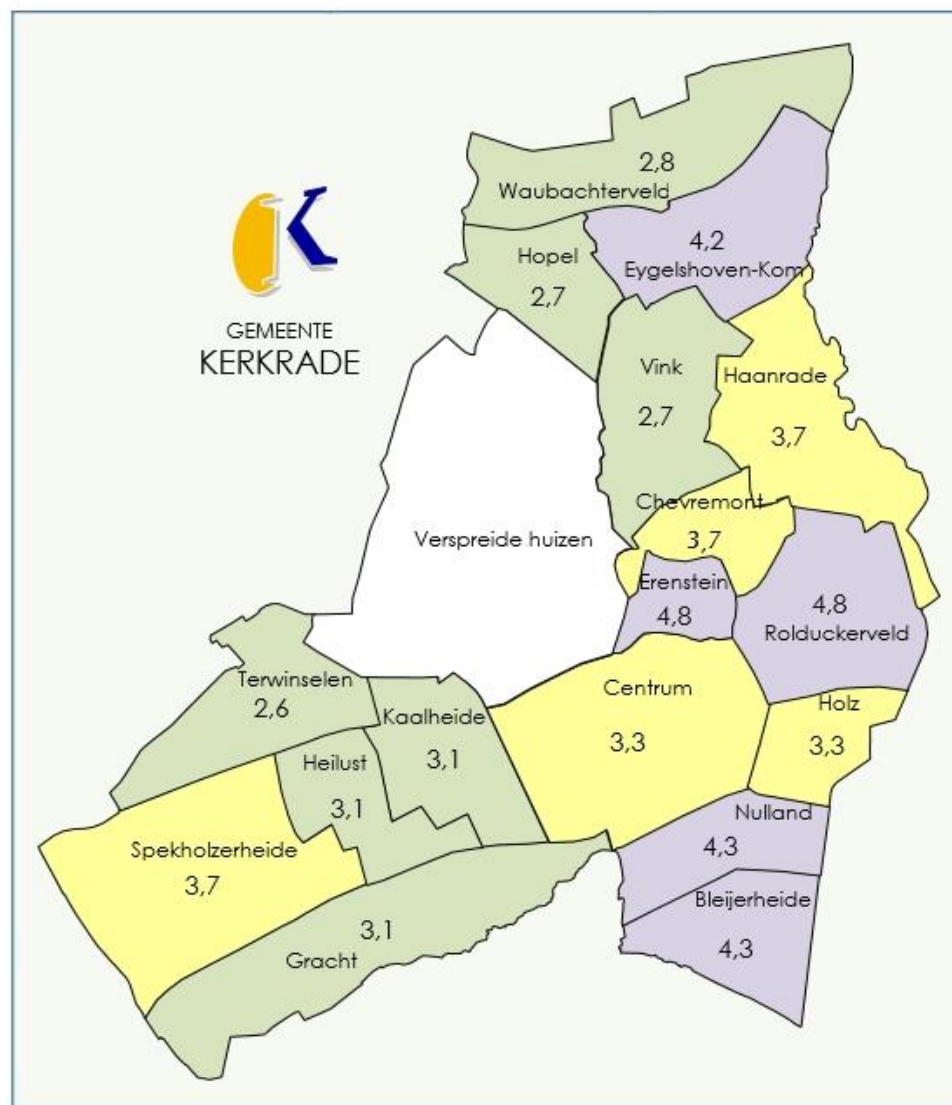 2,8
Waubachterveld
4,2
Eygelshoven-Kom
Hopel
2,7
GEMEENTE
KERKRADE
Vink
2,7
Haanrade
3,7
Chevremont
3,7
Verspreide huizen
Erenstein
4,8
4,8
Rolduckerveld
Terwinselen
2,6
Kaalheide
3,1
Centrum
3,3
Holz
3,3
Heilust
3,1
Nulland
4,3
Spekholzerheide
3,7
Bleijerheide
4,3
3,1
Gracht